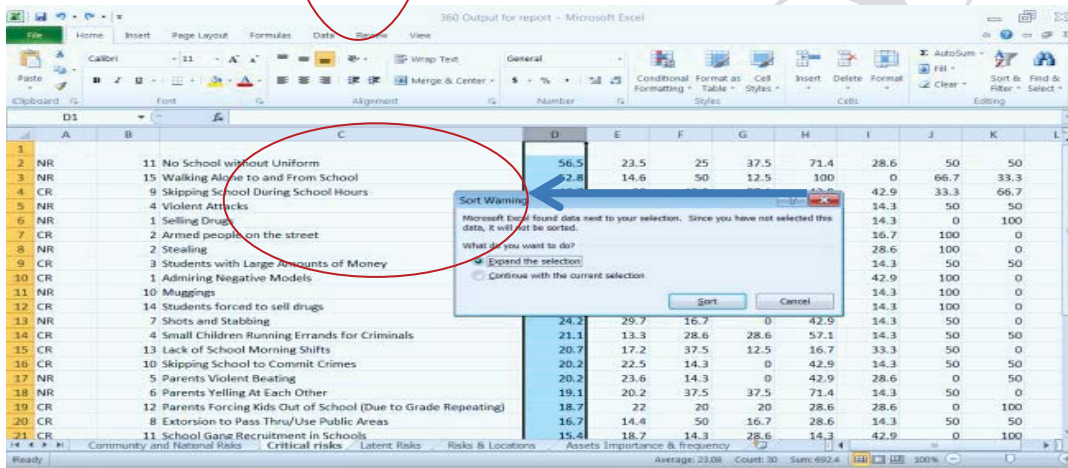 360 Output for report - Microsoft Excel
File Home Insert Page Layout Formulas Data Review View
Calibri 11 A A Wrap Text General AutoSum
Paste Fill
B I U A Merge & Center $ % Conditional Format as Cell Insert Delete Format Clear Sort & Find &
Formatting Table Styles Filter Select
Clipboard Font Alignment Number Styles Cells Editing
D1 fx
A B C D E F G H I J K L
1
2 NR 11 No School without Uniform 56.5 23.5 25 37.5 71.4 28.6 50 50
3 NR 15 Walking Alone to and From School 52.8 14.6 50 12.5 100 0 66.7 33.3
4 CR 9 Skipping School During School Hours 42.9 33.3 66.7
5 NR 4 Violent Attacks 14.3 50 50
6 NR 1 Selling Drugs 14.3 0 100
7 CR 2 Armed people on the street 16.7 100 0
8 NR 2 Stealing 28.6 100 0
9 CR 3 Students with Large Amounts of Money 14.3 50 50
10 CR 1 Admiring Negative Models 42.9 100 0
11 NR 10 Muggings 14.3 100 0
12 CR 14 Students forced to sell drugs 14.3 100 0
13 NR 7 Shots and Stabbing 24.2 29.7 16.7 0 42.9 14.3 50 0
14 CR 4 Small Children Running Errands for Criminals 21.1 13.3 28.6 28.6 57.1 14.3 50 50
15 CR 13 Lack of School Morning Shifts 20.7 17.2 37.5 12.5 16.7 33.3 50 0
16 CR 10 Skipping School to Commit Crimes 20.2 22.5 14.3 0 42.9 14.3 50 50
17 NR 5 Parents Violent Beating 20.2 23.6 14.3 0 42.9 28.6 0 50
18 NR 6 Parents Yelling At Each Other 19.1 20.2 37.5 37.5 71.4 14.3 0 50
19 CR 12 Parents Forcing Kids Out of School (Due to Grade Repeating) 18.7 22 20 20 28.6 28.6 0 100
20 CR 8 Extorsion to Pass Thru/Use Public Areas 16.7 14.4 50 16.7 28.6 14.3 50 50
21 CR 11 School Gang Recruitment in Schools 15.4 18.7 14.3 28.6 14.3 42.9 0 100
Sort Warning
Microsoft Excel found data next to your selection. Since you have not selected this
data, it will not be sorted.
What do you want to do?
Expand the selection
Continue with the current selection
Sort Cancel
Community and National Risks Critical risks Latent Risks Risks & Locations Assets Importance & frequency
Ready Average: 23.08 Count: 30 Sum: 692.4 100%